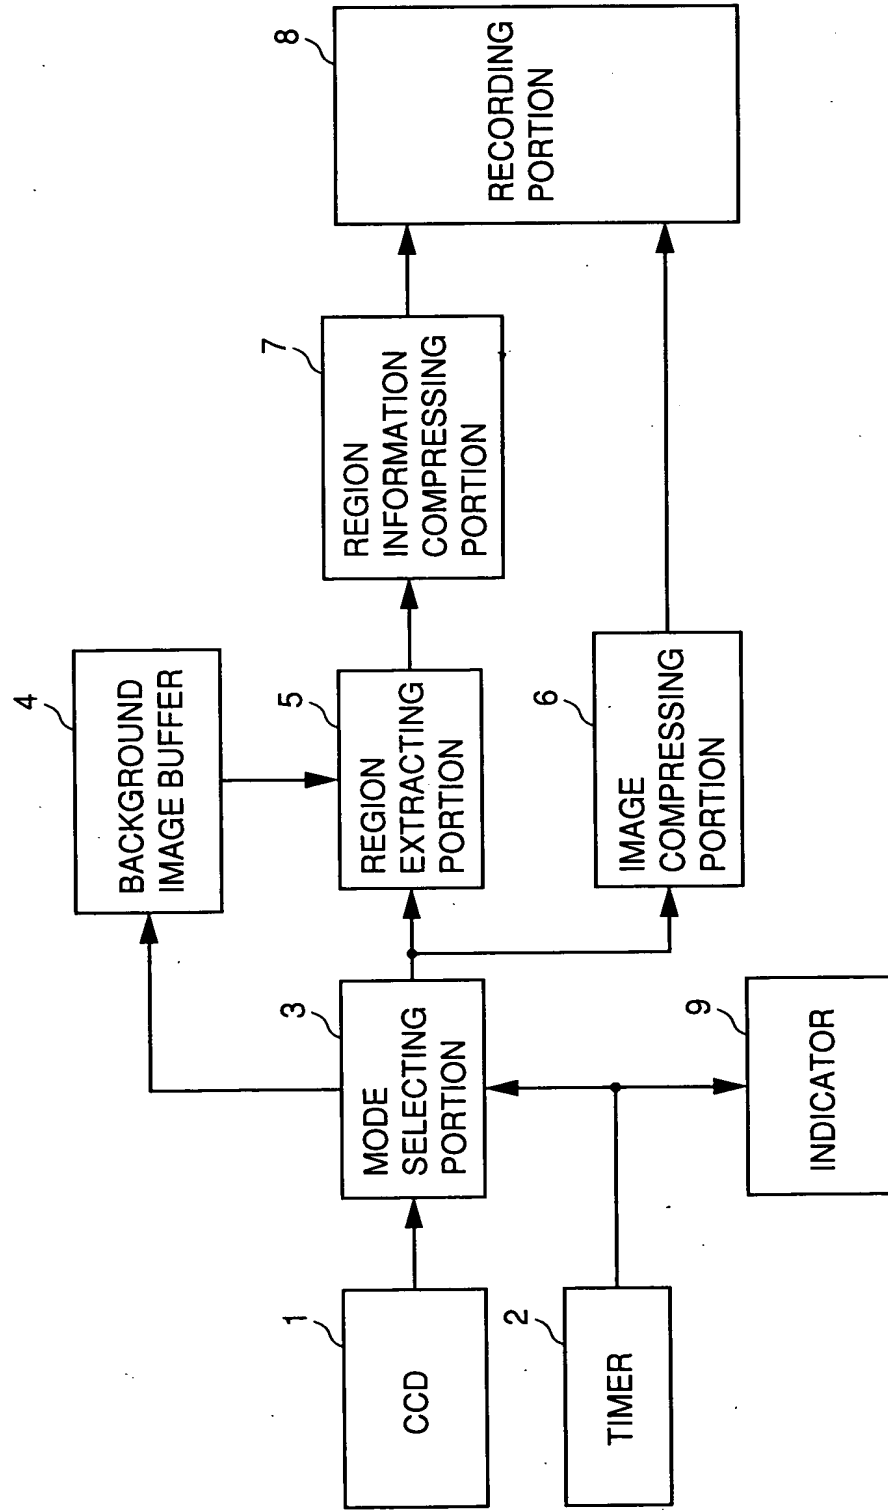 1
CCD
2
TIMER
3
MODE
SELECTING
PORTION
4
BACKGROUND
IMAGE BUFFER
5
REGION
EXTRACTING
PORTION
6
IMAGE
COMPRESSING
PORTION
7
REGION
INFORMATION
COMPRESSING
PORTION
8
RECORDING
PORTION
9
INDICATOR